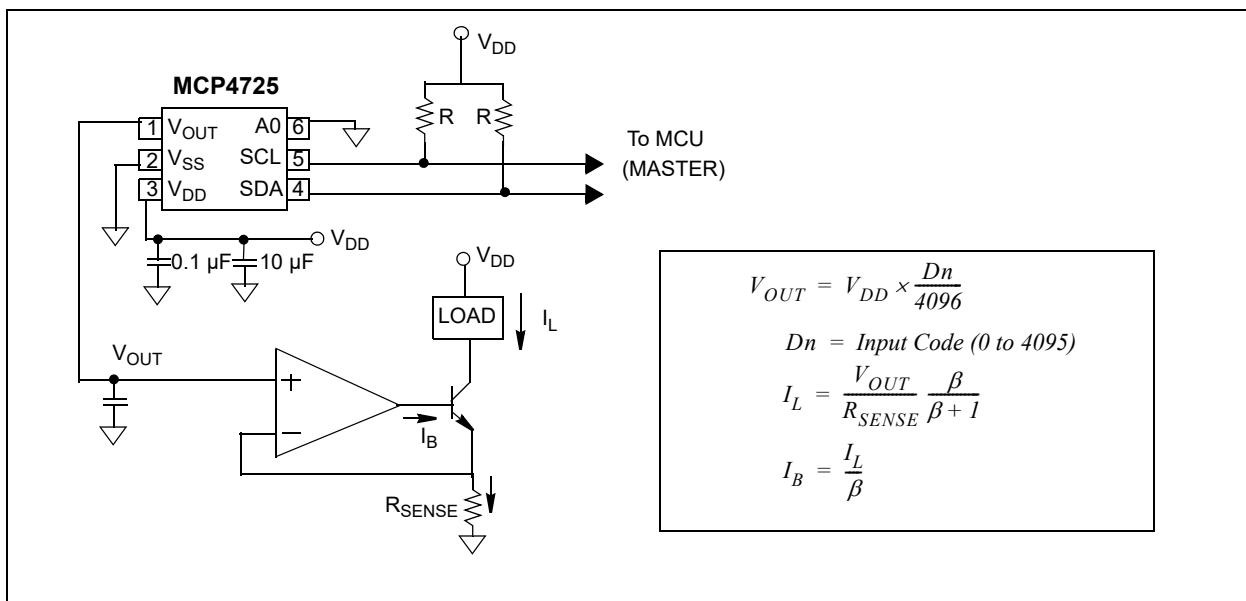 V_DD
MCP4725
1 V_OUT A0 6
2 V_SS SCL 5
3 V_DD SDA 4
R R
To MCU
(MASTER)
V_DD
0.1 µF 10 µF
V_DD
LOAD
I_L
V_OUT
+
−
I_B
R_SENSE
V_OUT = V_DD × Dn/4096
Dn = Input Code (0 to 4095)
I_L = V_OUT/R_SENSE β/β + 1
I_B = I_L/β